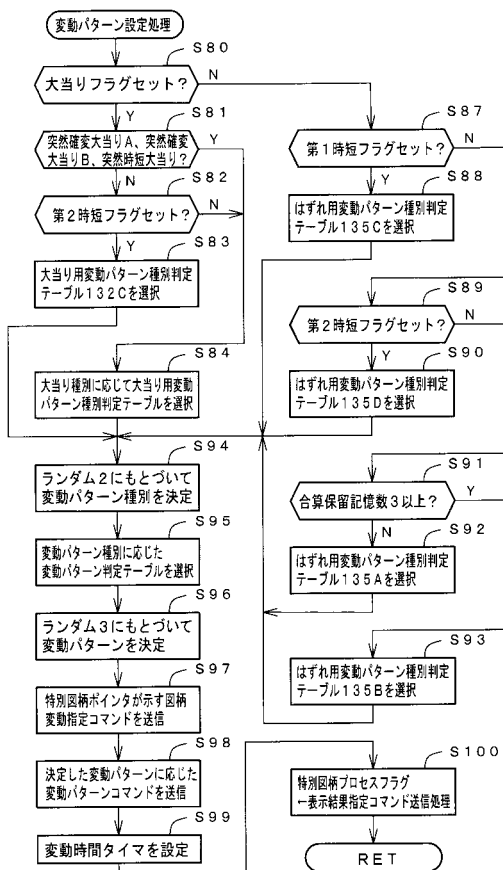 変動パターン設定処理
S80
大当りフラグセット？
N
Y
S81
突然確変大当りA、突然確変
大当りB、突然時短大当り？
Y
N
S82
第2時短フラグセット？
N
Y
S83
大当り用変動パターン種別判定
テーブル132Cを選択
S84
大当り種別に応じて大当り用変動
パターン種別判定テーブルを選択
S87
第1時短フラグセット？
N
Y
S88
はずれ用変動パターン種別判定
テーブル135Cを選択
S89
第2時短フラグセット？
N
Y
S90
はずれ用変動パターン種別判定
テーブル135Dを選択
S91
合算保留記憶数3以上？
Y
N
S92
はずれ用変動パターン種別判定
テーブル135Aを選択
S93
はずれ用変動パターン種別判定
テーブル135Bを選択
S94
ランダム2にもとづいて
変動パターン種別を決定
S95
変動パターン種別に応じた
変動パターン判定テーブルを選択
S96
ランダム3にもとづいて
変動パターンを決定
S97
特別図柄ポインタが示す図柄
変動指定コマンドを送信
S98
決定した変動パターンに応じた
変動パターンコマンドを送信
S99
変動時間タイマを設定
S100
特別図柄プロセスフラグ
←表示結果指定コマンド送信処理
RET